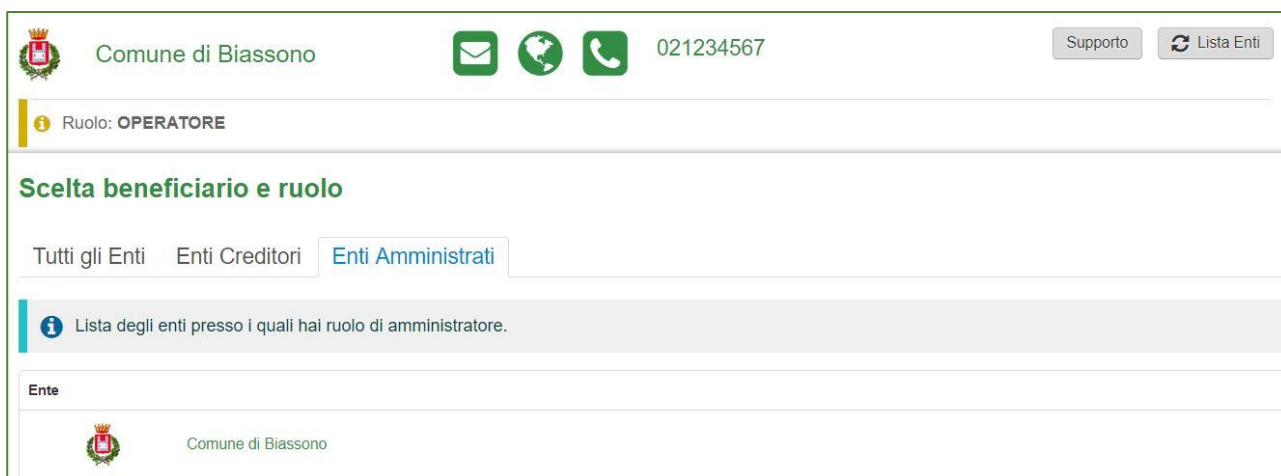 Comune di Biassono
021234567
Supporto
Lista Enti
Ruolo: OPERATORE
Scelta beneficiario e ruolo
Tutti gli Enti
Enti Creditori
Enti Amministrati
Lista degli enti presso i quali hai ruolo di amministratore.
Ente
Comune di Biassono